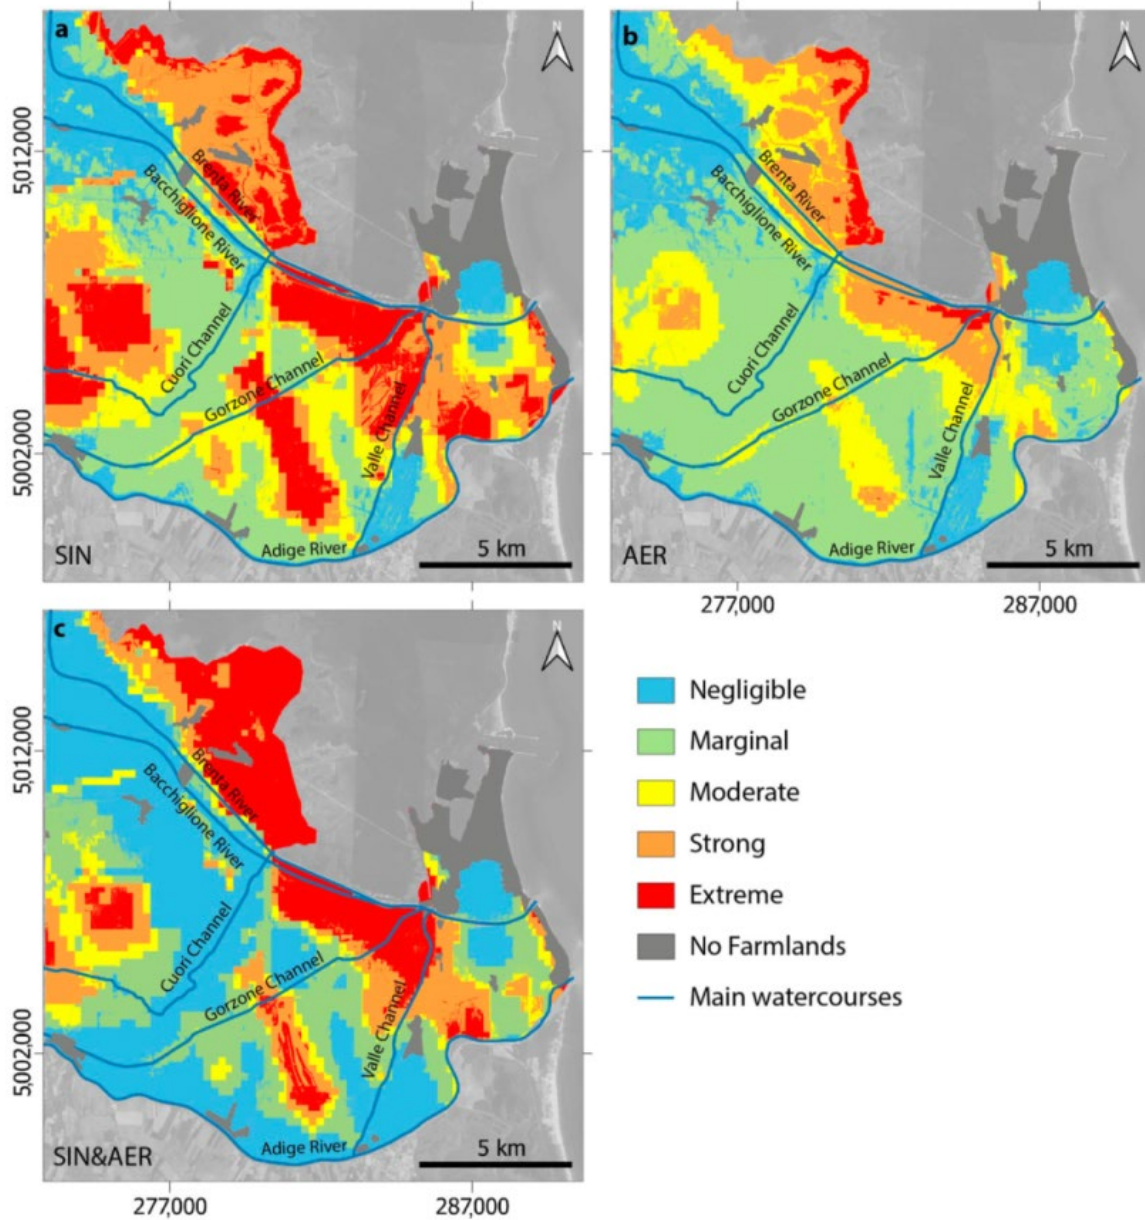 a
N
5,012,000
Brenta River
Bacchiglione River
Cuori Channel
Gorzone Channel
Valle Channel
5,002,000
Adige River
SIN
5 km
b
N
Brenta River
Bacchiglione River
Cuori Channel
Gorzone Channel
Valle Channel
Adige River
AER
5 km
277,000
287,000
c
N
5,012,000
Brenta River
Bacchiglione River
Cuori Channel
Gorzone Channel
Valle Channel
5,002,000
Adige River
SIN&AER
5 km
277,000
287,000
Negligible
Marginal
Moderate
Strong
Extreme
No Farmlands
Main watercourses